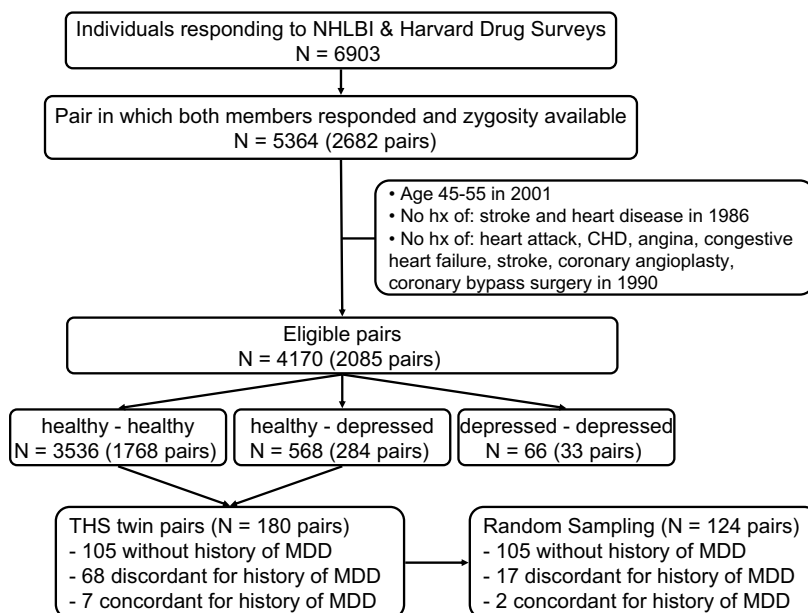 Individuals responding to NHLBI & Harvard Drug Surveys
N = 6903
Pair in which both members responded and zygosity available
N = 5364 (2682 pairs)
• Age 45-55 in 2001
• No hx of: stroke and heart disease in 1986
• No hx of: heart attack, CHD, angina, congestive
heart failure, stroke, coronary angioplasty,
coronary bypass surgery in 1990
Eligible pairs
N = 4170 (2085 pairs)
healthy - healthy
N = 3536 (1768 pairs)
healthy - depressed
N = 568 (284 pairs)
depressed - depressed
N = 66 (33 pairs)
THS twin pairs (N = 180 pairs)
- 105 without history of MDD
- 68 discordant for history of MDD
- 7 concordant for history of MDD
Random Sampling (N = 124 pairs)
- 105 without history of MDD
- 17 discordant for history of MDD
- 2 concordant for history of MDD